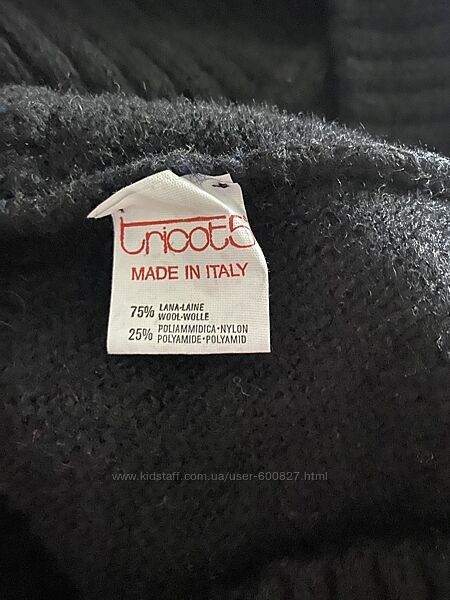 tricot5
MADE IN ITALY
75% LANA-LAINE
WOOL-WOLLE
25% POLIAMMIDICA•NYLON
POLYAMIDE•POLYAMID
www.kidstaff.com.ua/user-600827.html